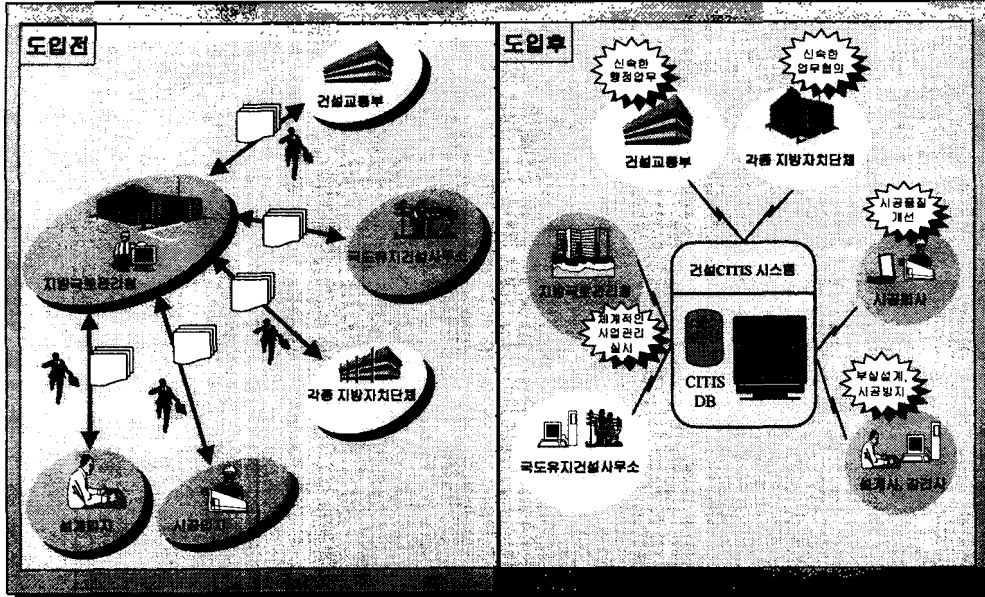 도입전
건설교통부
지방국토관리청
국도유지건설사무소
각종 지방자치단체
시공업체
도입후
신속한
행정업무
신속한
업무협의
건설교통부
각종 지방자치단체
시공품질
개선
시공회사
건설CITIS 시스템
지방국토관리청
체계적인
사업관리
실시
CITIS
DB
부실설계,
시공방지
설계사, 감리사
국도유지건설사무소